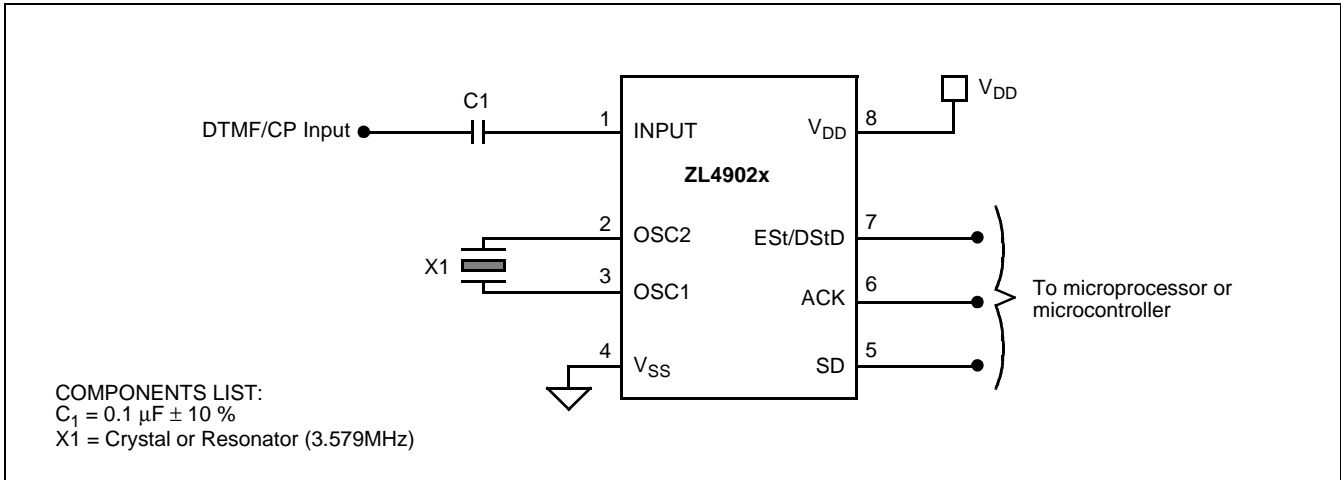 C1
DTMF/CP Input
1
INPUT
V_DD
8
V_DD
ZL4902x
2
OSC2
ESt/DStD
7
X1
3
OSC1
ACK
6
To microprocessor or
microcontroller
4
V_SS
SD
5
COMPONENTS LIST:
C_1 = 0.1 µF ± 10 %
X1 = Crystal or Resonator (3.579MHz)